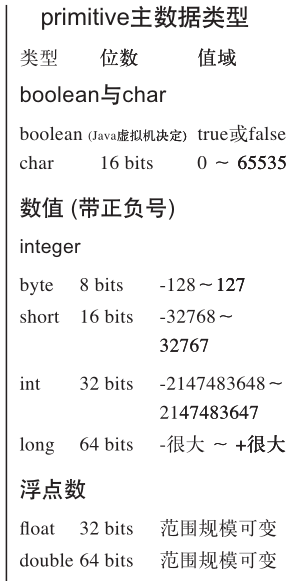 primitive主数据类型
类型 位数 值域
boolean与char
boolean (Java虚拟机决定) true或false
char 16 bits 0 ~ 65535
数值 (带正负号)
integer
byte 8 bits -128~127
short 16 bits -32768~
32767
int 32 bits -2147483648~
2147483647
long 64 bits -很大 ~ +很大
浮点数
float 32 bits 范围规模可变
double 64 bits 范围规模可变